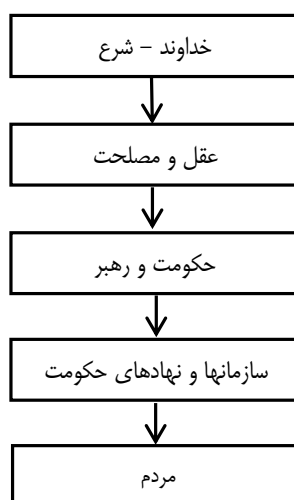 خداوند – شرع
عقل و مصلحت
حکومت و رهبر
سازمانها و نهادهای حکومت
مردم